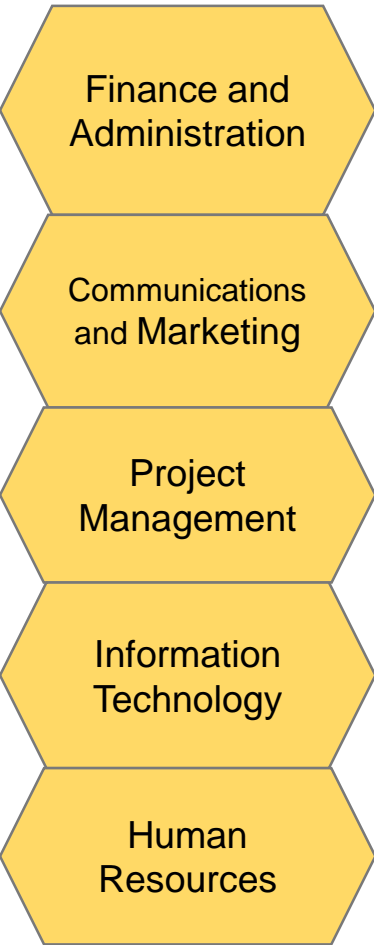 Finance and
Administration
Communications
and Marketing
Project
Management
Information
Technology
Human
Resources